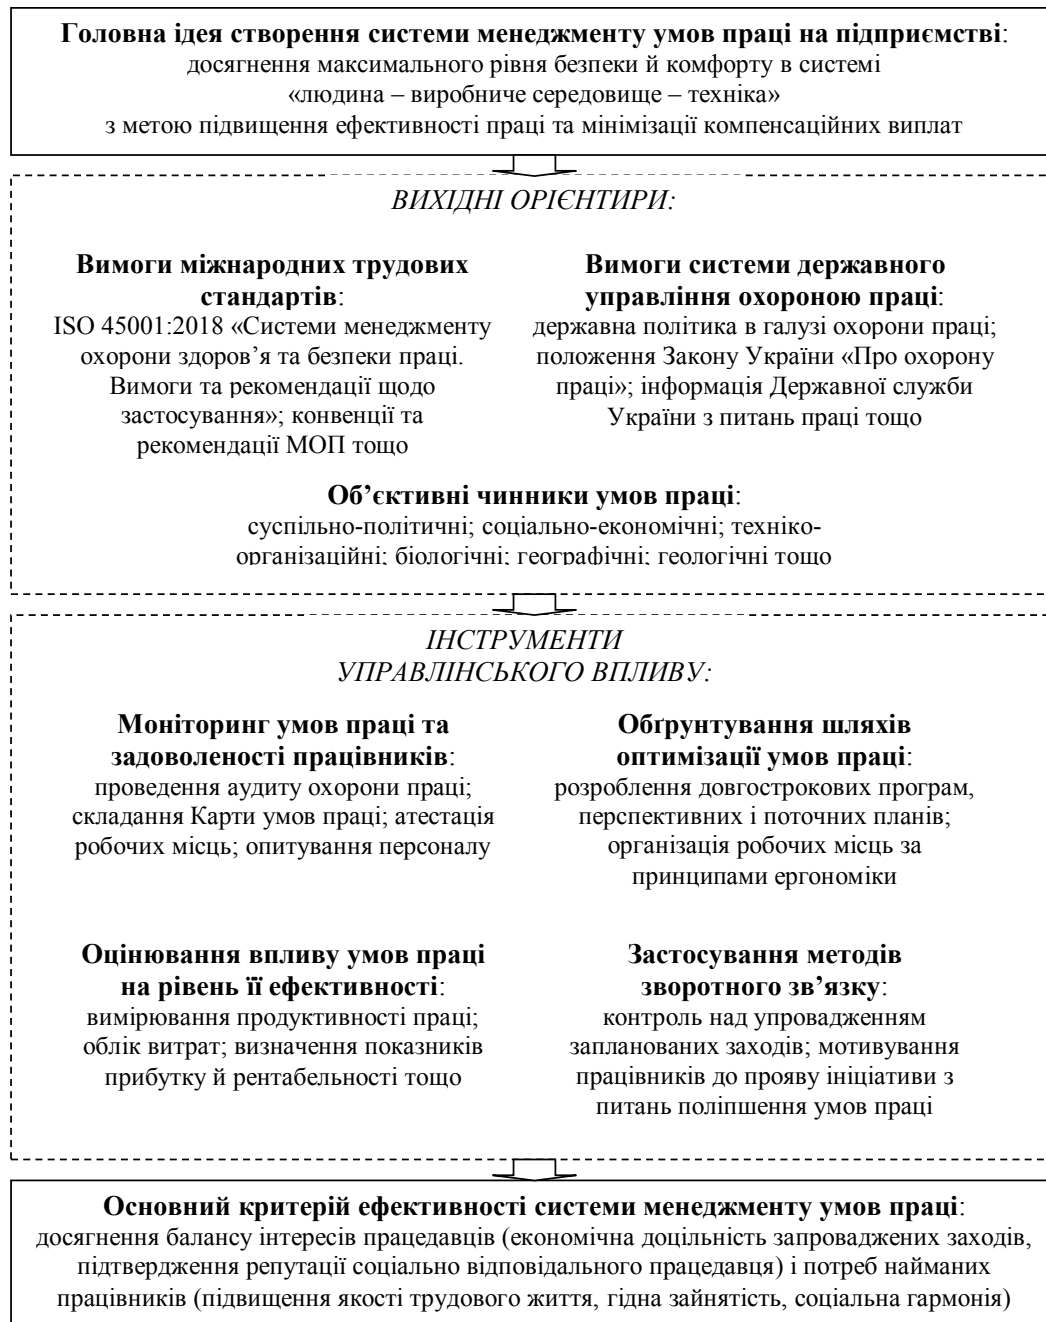 Головна ідея створення системи менеджменту умов праці на підприємстві:
досягнення максимального рівня безпеки й комфорту в системі
«людина – виробниче середовище – техніка»
з метою підвищення ефективності праці та мінімізації компенсаційних виплат
ВИХІДНІ ОРІЄНТИРИ:
Вимоги міжнародних трудових
стандартів:
ISO 45001:2018 «Системи менеджменту
охорони здоров’я та безпеки праці.
Вимоги та рекомендації щодо
застосування»; конвенції та
рекомендації МОП тощо
Вимоги системи державного
управління охороною праці:
державна політика в галузі охорони праці;
положення Закону України «Про охорону
праці»; інформація Державної служби
України з питань праці тощо
Об’єктивні чинники умов праці:
суспільно-політичні; соціально-економічні; техніко-
організаційні; біологічні; географічні; геологічні тощо
ІНСТРУМЕНТИ
УПРАВЛІНСЬКОГО ВПЛИВУ:
Моніторинг умов праці та
задоволеності працівників:
проведення аудиту охорони праці;
складання Карти умов праці; атестація
робочих місць; опитування персоналу
Обґрунтування шляхів
оптимізації умов праці:
розроблення довгострокових програм,
перспективних і поточних планів;
організація робочих місць за
принципами ергономіки
Оцінювання впливу умов праці
на рівень її ефективності:
вимірювання продуктивності праці;
облік витрат; визначення показників
прибутку й рентабельності тощо
Застосування методів
зворотного зв’язку:
контроль над упровадженням
запланованих заходів; мотивування
працівників до прояву ініціативи з
питань поліпшення умов праці
Основний критерій ефективності системи менеджменту умов праці:
досягнення балансу інтересів працедавців (економічна доцільність запроваджених заходів,
підтвердження репутації соціально відповідального працедавця) і потреб найманих
працівників (підвищення якості трудового життя, гідна зайнятість, соціальна гармонія)